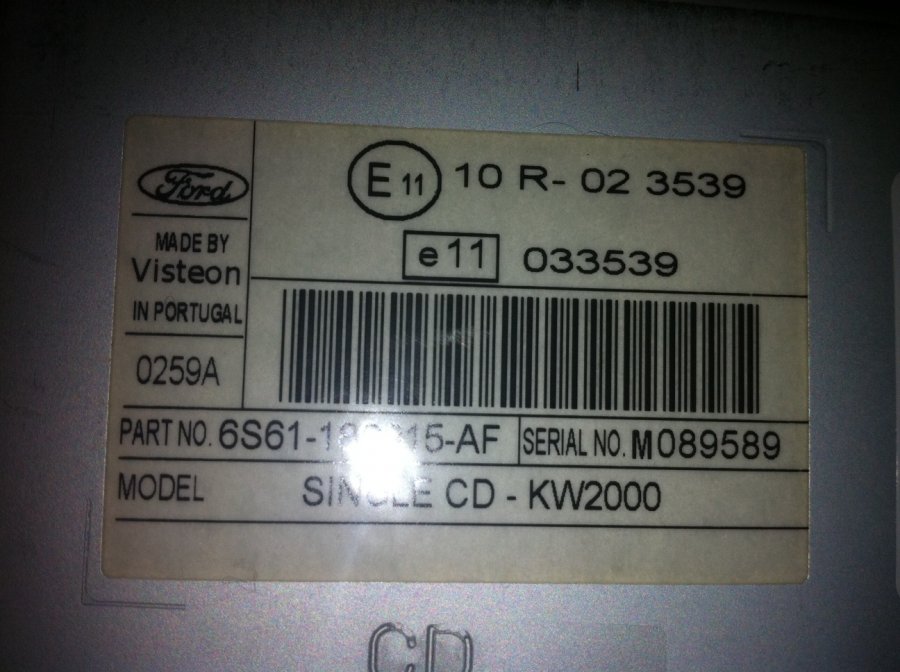 Ford
MADE BY
Visteon
IN PORTUGAL
0259A
E 11 10 R- 02 3539
e11 033539
PART NO. SERIAL NO. M089589
MODEL SINGLE CD - KW2000
CD